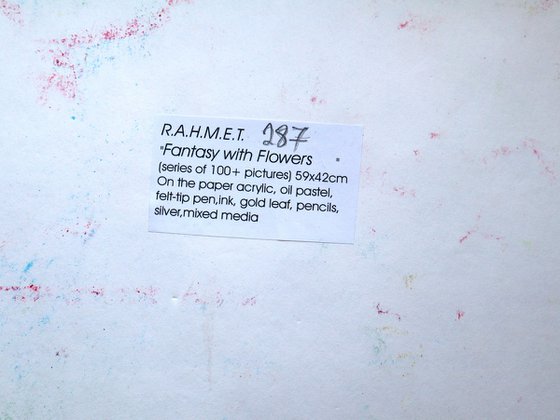 R.A.H.M.E.T. 287
"Fantasy with Flowers "
(series of 100+ pictures) 59x42cm
On the paper acrylic, oil pastel,
felt-tip pen,ink, gold leaf, pencils,
silver,mixed media